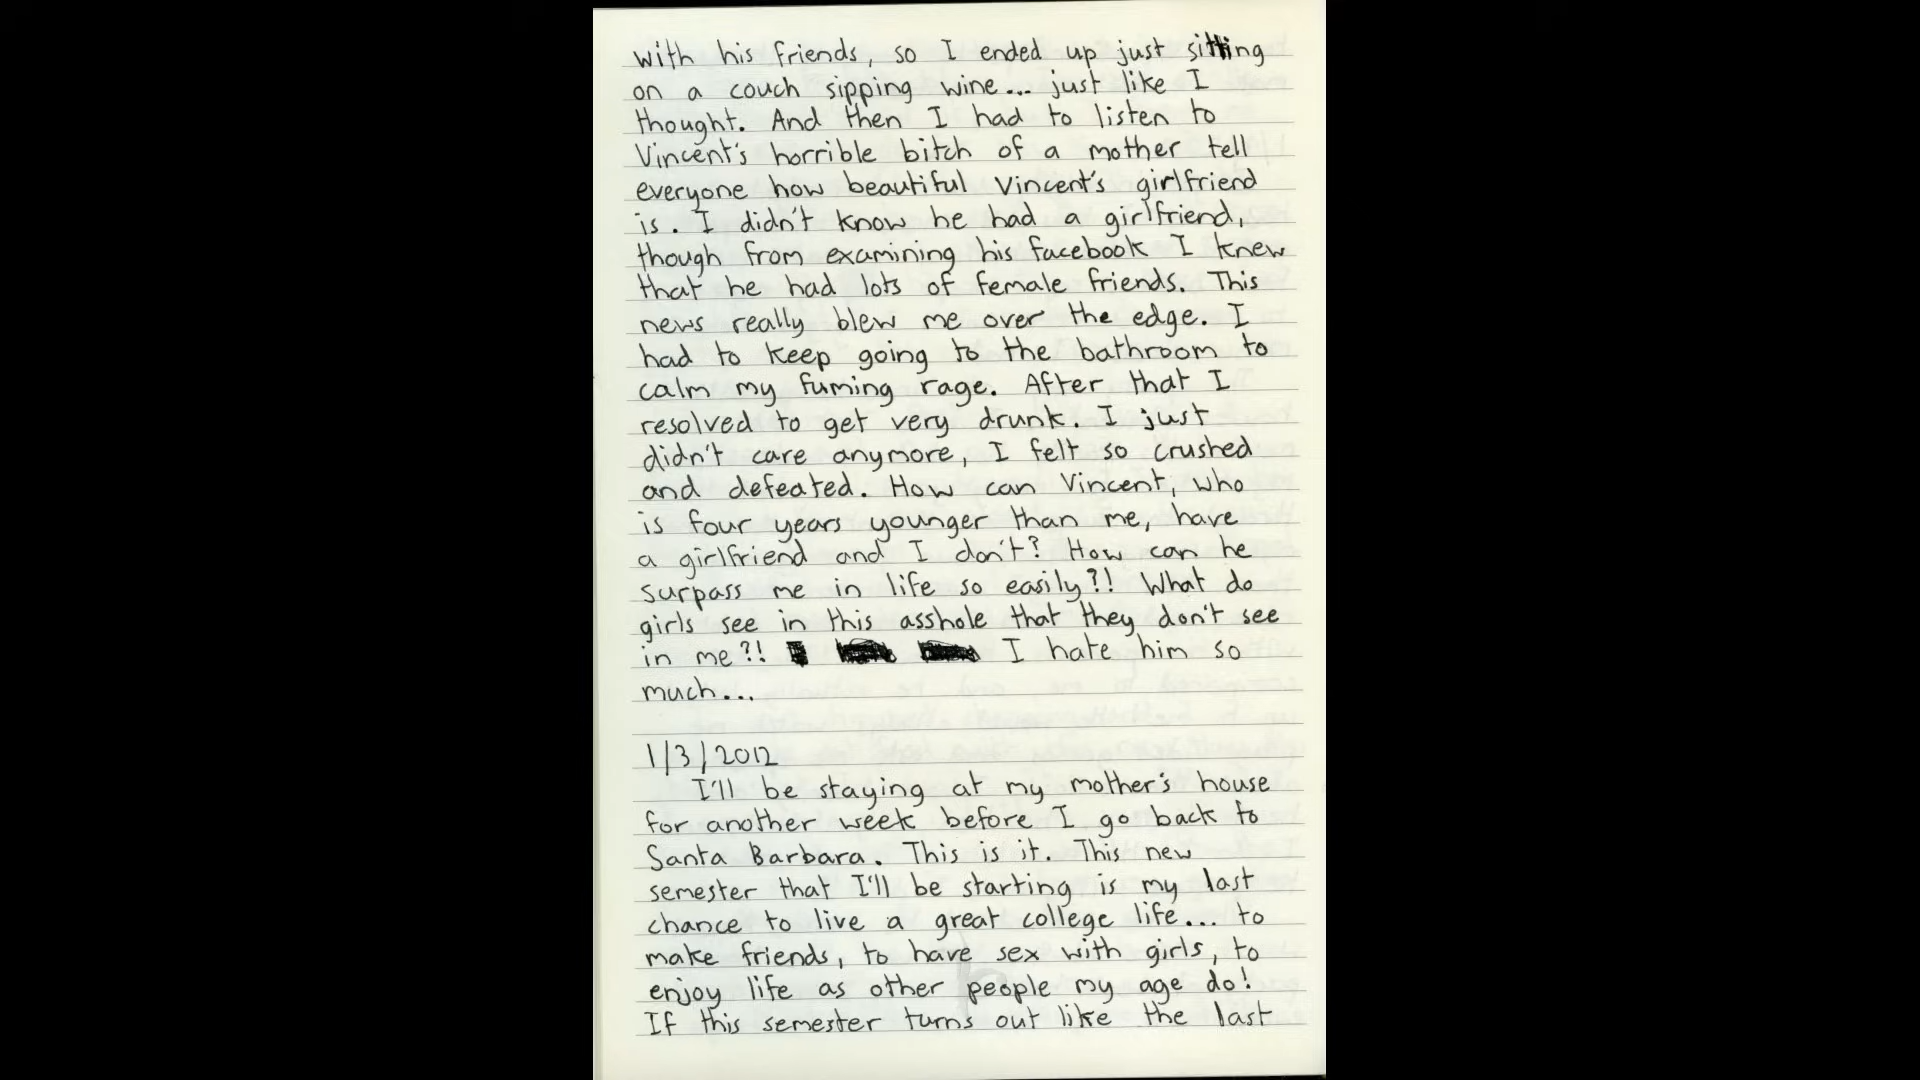 with his friends, so I ended up just sitting
on a couch sipping wine... just like I
thought. And then I had to listen to
Vincent's horrible bitch of a mother tell
everyone how beautiful Vincent's girlfriend
is. I didn't know he had a girlfriend,
though from examining his facebook I knew
that he had lots of female friends. This
news really blew me over the edge. I
had to keep going to the bathroom to
calm my fuming rage. After that I
resolved to get very drunk. I just
didn't care anymore, I felt so crushed
and defeated. How can Vincent, who
is four years younger than me, have
a girlfriend and I don't? How can he
surpass me in life so easily?! What do
girls see in this asshole that they don't see
in me?! I hate him so
much...
1/3/2012
I'll be staying at my mother's house
for another week before I go back to
Santa Barbara. This is it. This new
semester that I'll be starting is my last
chance to live a great college life... to
make friends, to have sex with girls, to
enjoy life as other people my age do!
If this semester turns out like the last